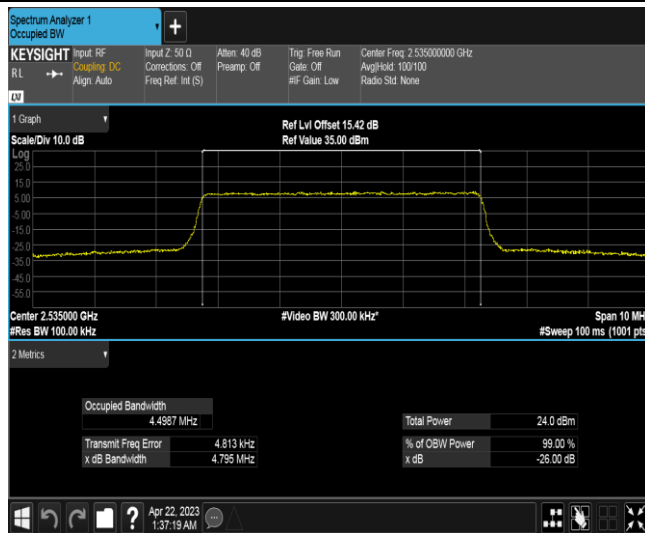 Spectrum Analyzer 1
Occupied BW
+
KEYSIGHT
RL
Input: RF
Coupling: DC
Align: Auto
Input Z: 50 Ω
Corrections: Off
Freq Ref: Int (S)
Atten: 40 dB
Preamp: Off
Trig: Free Run
Gate: Off
#IF Gain: Low
Center Freq: 2.535000000 GHz
Avg|Hold: 100/100
Radio Std: None
1 Graph
Scale/Div 10.0 dB
Ref Lvl Offset 15.42 dB
Ref Value 35.00 dBm
Log
25.0
15.0
5.00
-5.00
-15.0
-25.0
-35.0
-45.0
-55.0
Center 2.535000 GHz
#Res BW 100.00 kHz
#Video BW 300.00 kHz*
Span 10 MH
#Sweep 100 ms (1001 pts
2 Metrics
Occupied Bandwidth
4.4987 MHz
Transmit Freq Error 4.813 kHz
x dB Bandwidth 4.795 MHz
Total Power 24.0 dBm
% of OBW Power 99.00 %
x dB -26.00 dB
?
Apr 22, 2023
1:37:19 AM